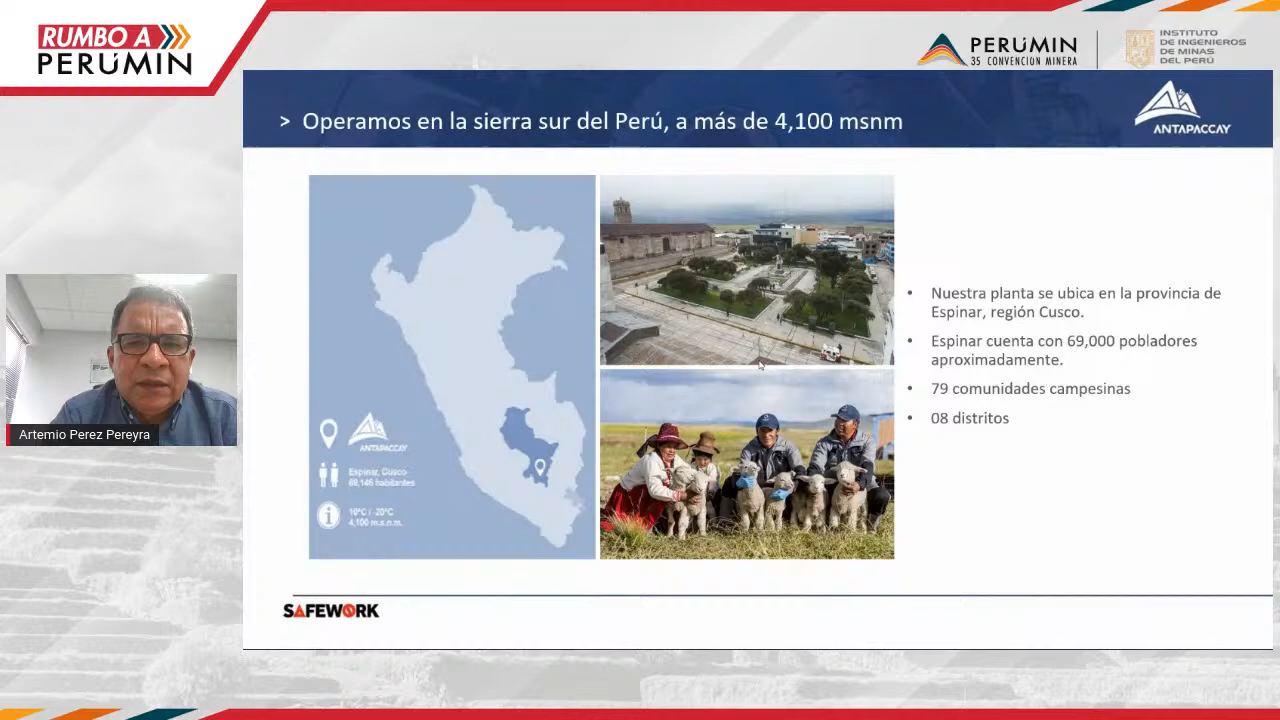 RUMBO A
PERÚMIN
PERÚMIN
35 CONVENCIÓN MINERA
INSTITUTO
DE INGENIEROS
DE MINAS
DEL PERÚ
> Operamos en la sierra sur del Perú, a más de 4,100 msnm
ANTAPACCAY
ANTAPACCAY
Espinar, Cusco
69,146 habitantes
10°C / -20°C
4,100 m.s.n.m.
• Nuestra planta se ubica en la provincia de
Espinar, región Cusco.
• Espinar cuenta con 69,000 pobladores
aproximadamente.
• 79 comunidades campesinas
• 08 distritos
Artemio Perez Pereyra
SAFEWORK